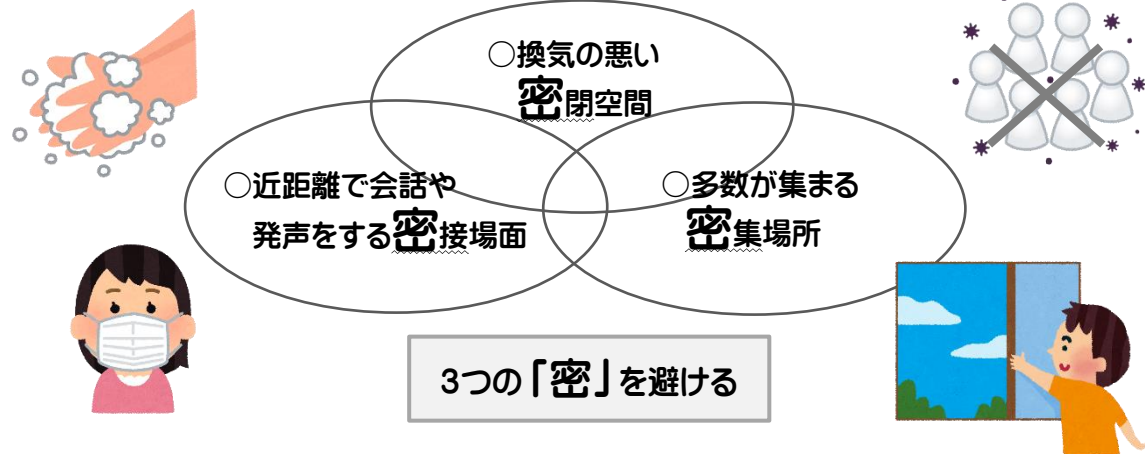 ○換気の悪い
密閉空間
○近距離で会話や
発声をする密接場面
○多数が集まる
密集場所
3つの「密」を避ける